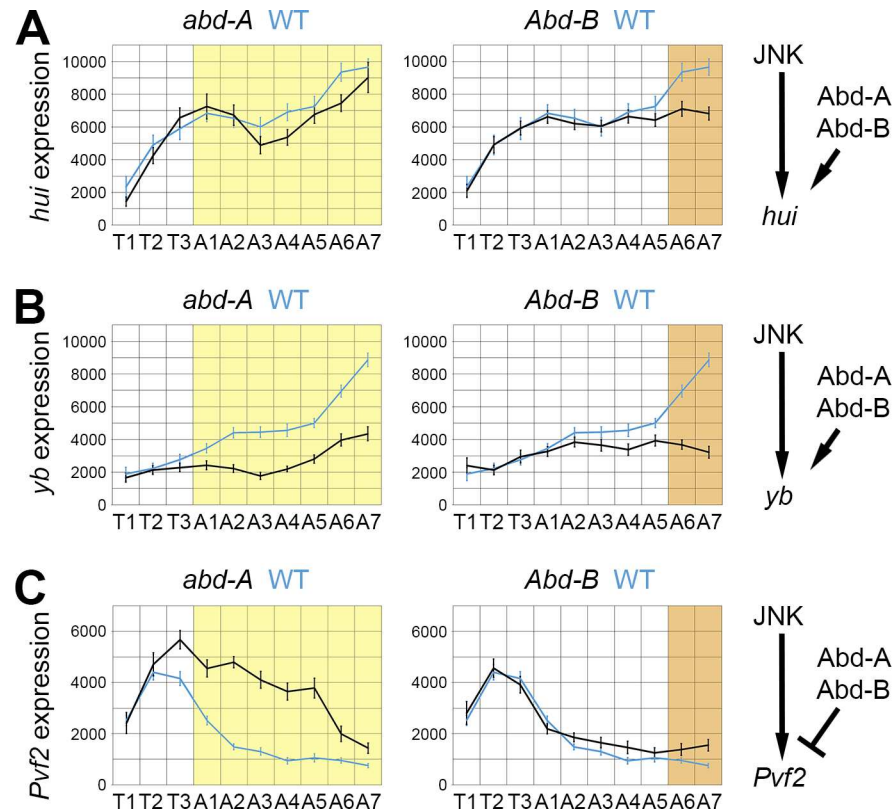 A
abd-A WT
Abd-B WT
hui expression
10000
8000
6000
4000
2000
0
T1 T2 T3 A1 A2 A3 A4 A5 A6 A7
10000
8000
6000
4000
2000
0
T1 T2 T3 A1 A2 A3 A4 A5 A6 A7
JNK
Abd-A
Abd-B
hui
B
abd-A WT
Abd-B WT
yb expression
10000
8000
6000
4000
2000
0
T1 T2 T3 A1 A2 A3 A4 A5 A6 A7
10000
8000
6000
4000
2000
0
T1 T2 T3 A1 A2 A3 A4 A5 A6 A7
JNK
Abd-A
Abd-B
yb
C
abd-A WT
Abd-B WT
Pvf2 expression
6000
4000
2000
0
T1 T2 T3 A1 A2 A3 A4 A5 A6 A7
6000
4000
2000
0
T1 T2 T3 A1 A2 A3 A4 A5 A6 A7
JNK
Abd-A
Abd-B
Pvf2